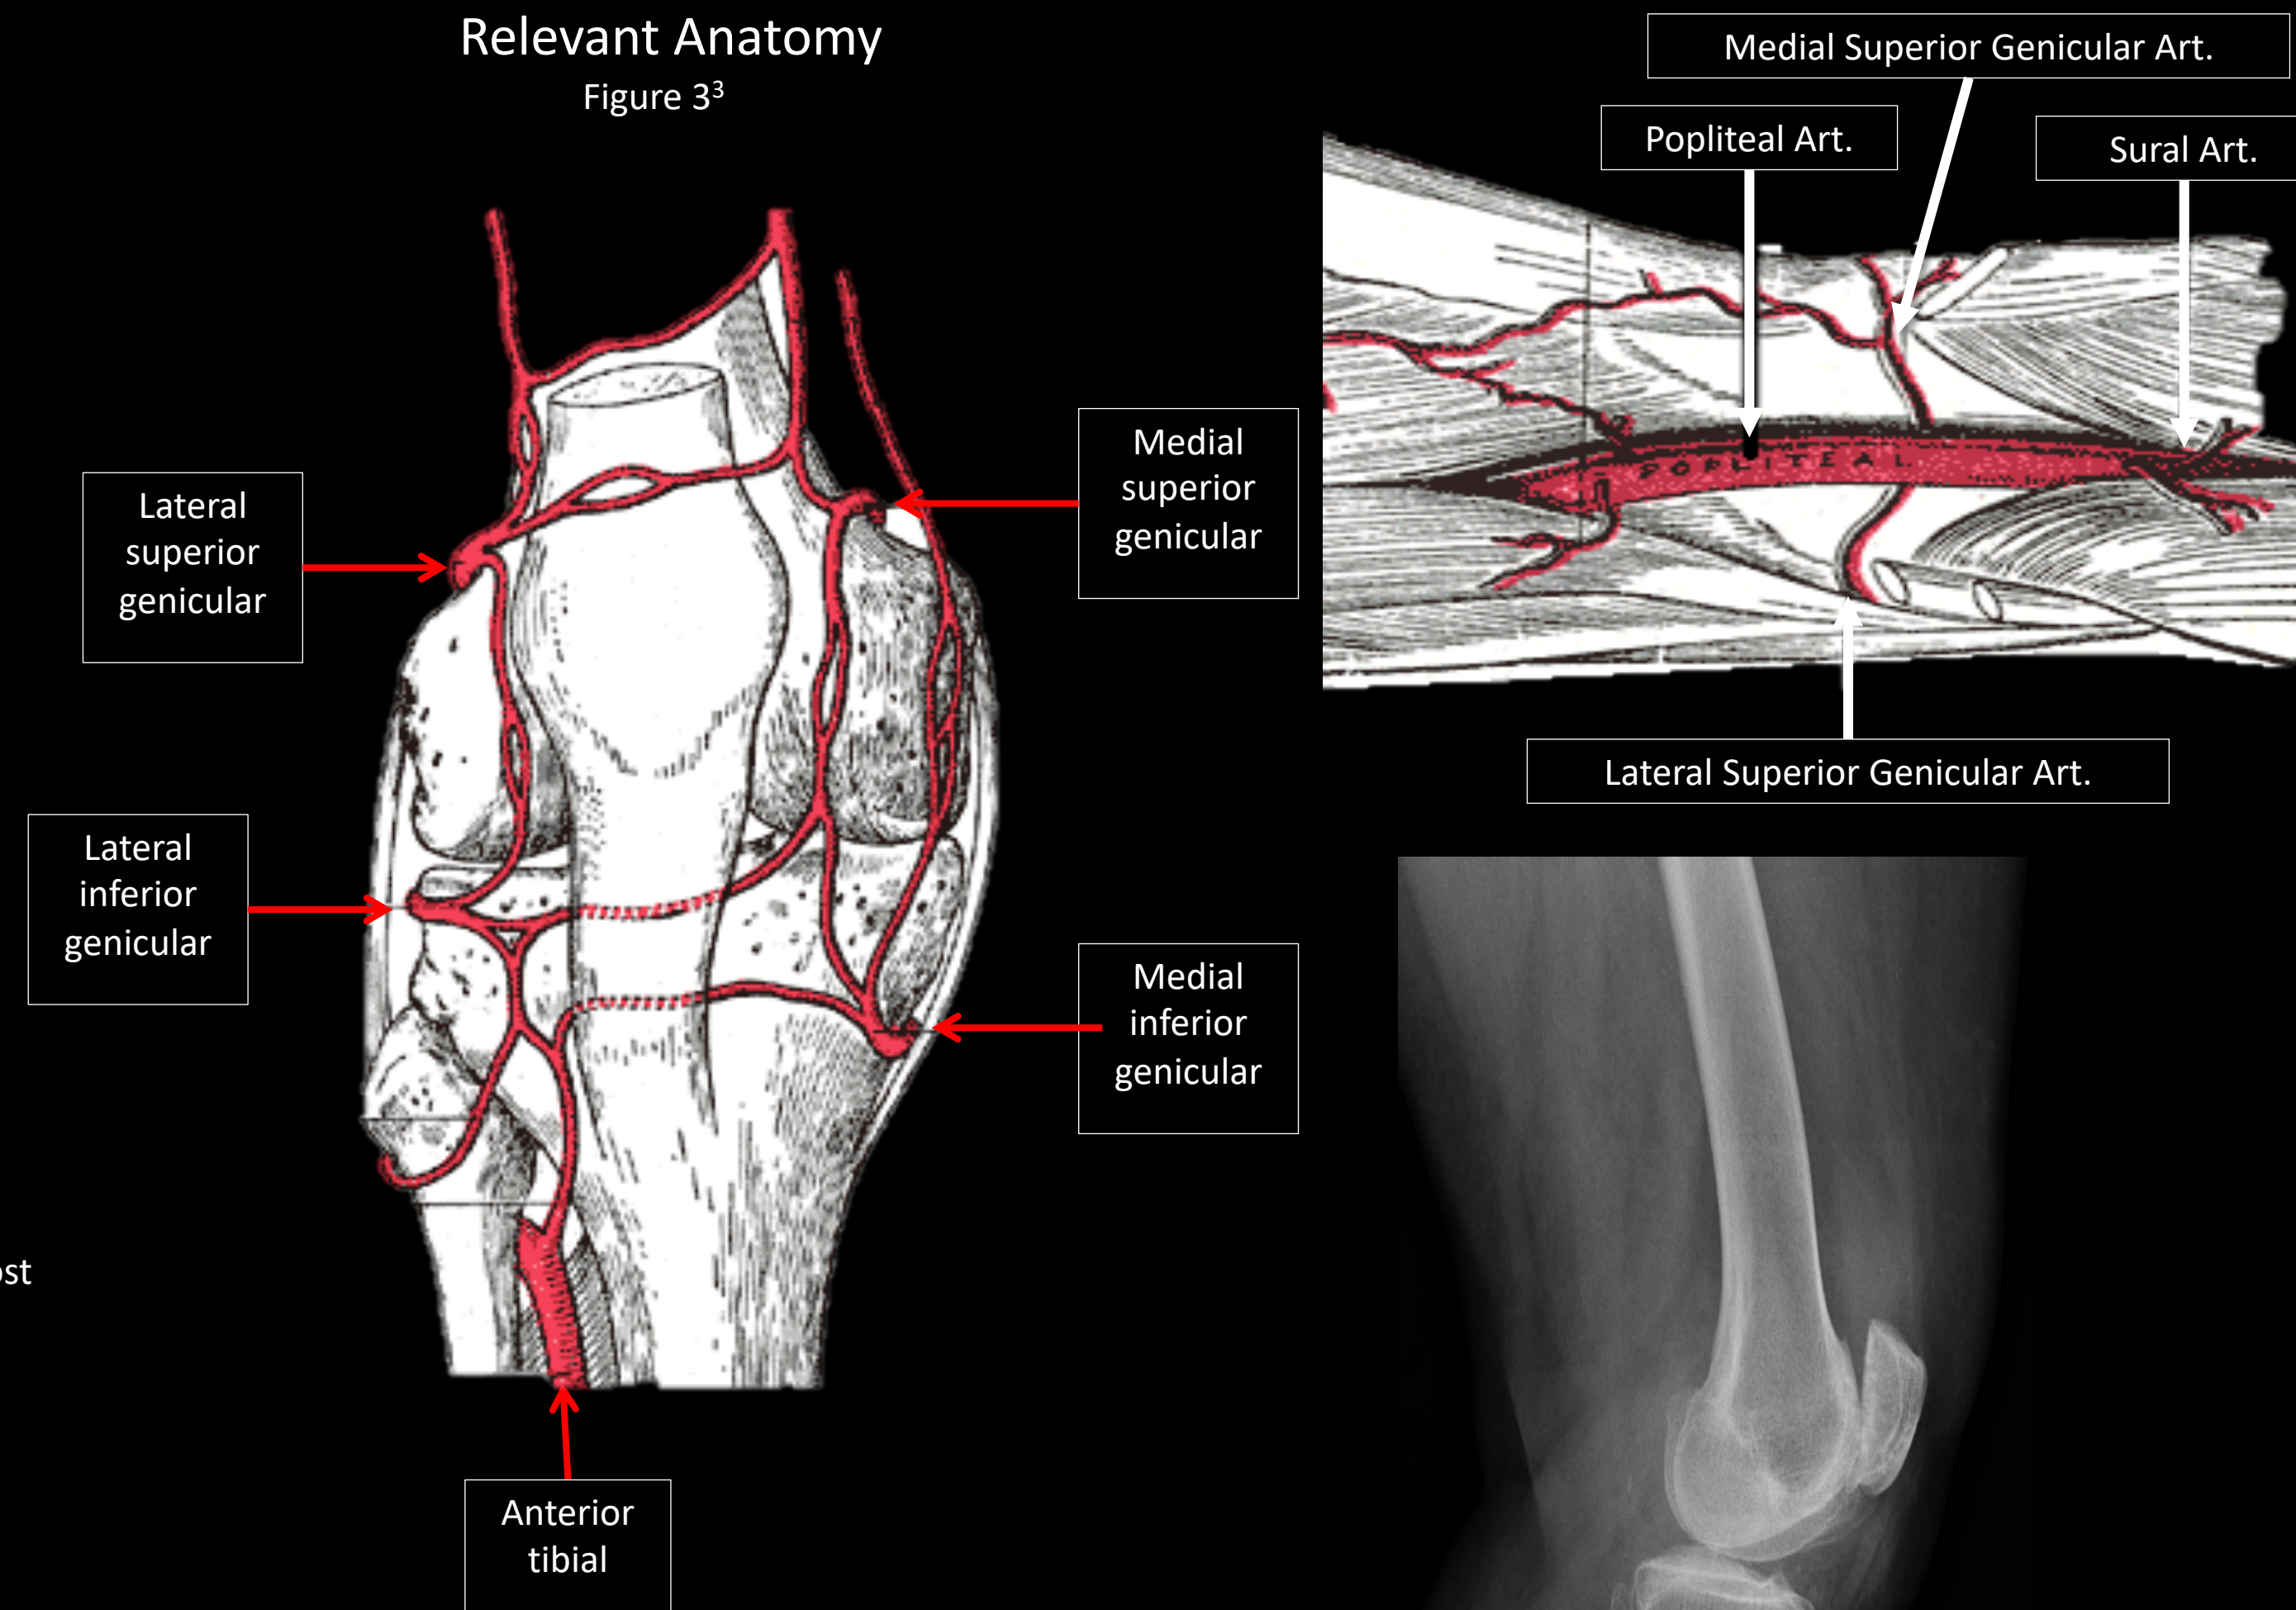 Relevant Anatomy
Figure 3³
Medial Superior Genicular Art.
Popliteal Art.
Sural Art.
POPLITEAL
Lateral Superior Genicular Art.
Lateral
superior
genicular
Medial
superior
genicular
Lateral
inferior
genicular
Medial
inferior
genicular
Anterior
tibial
ost